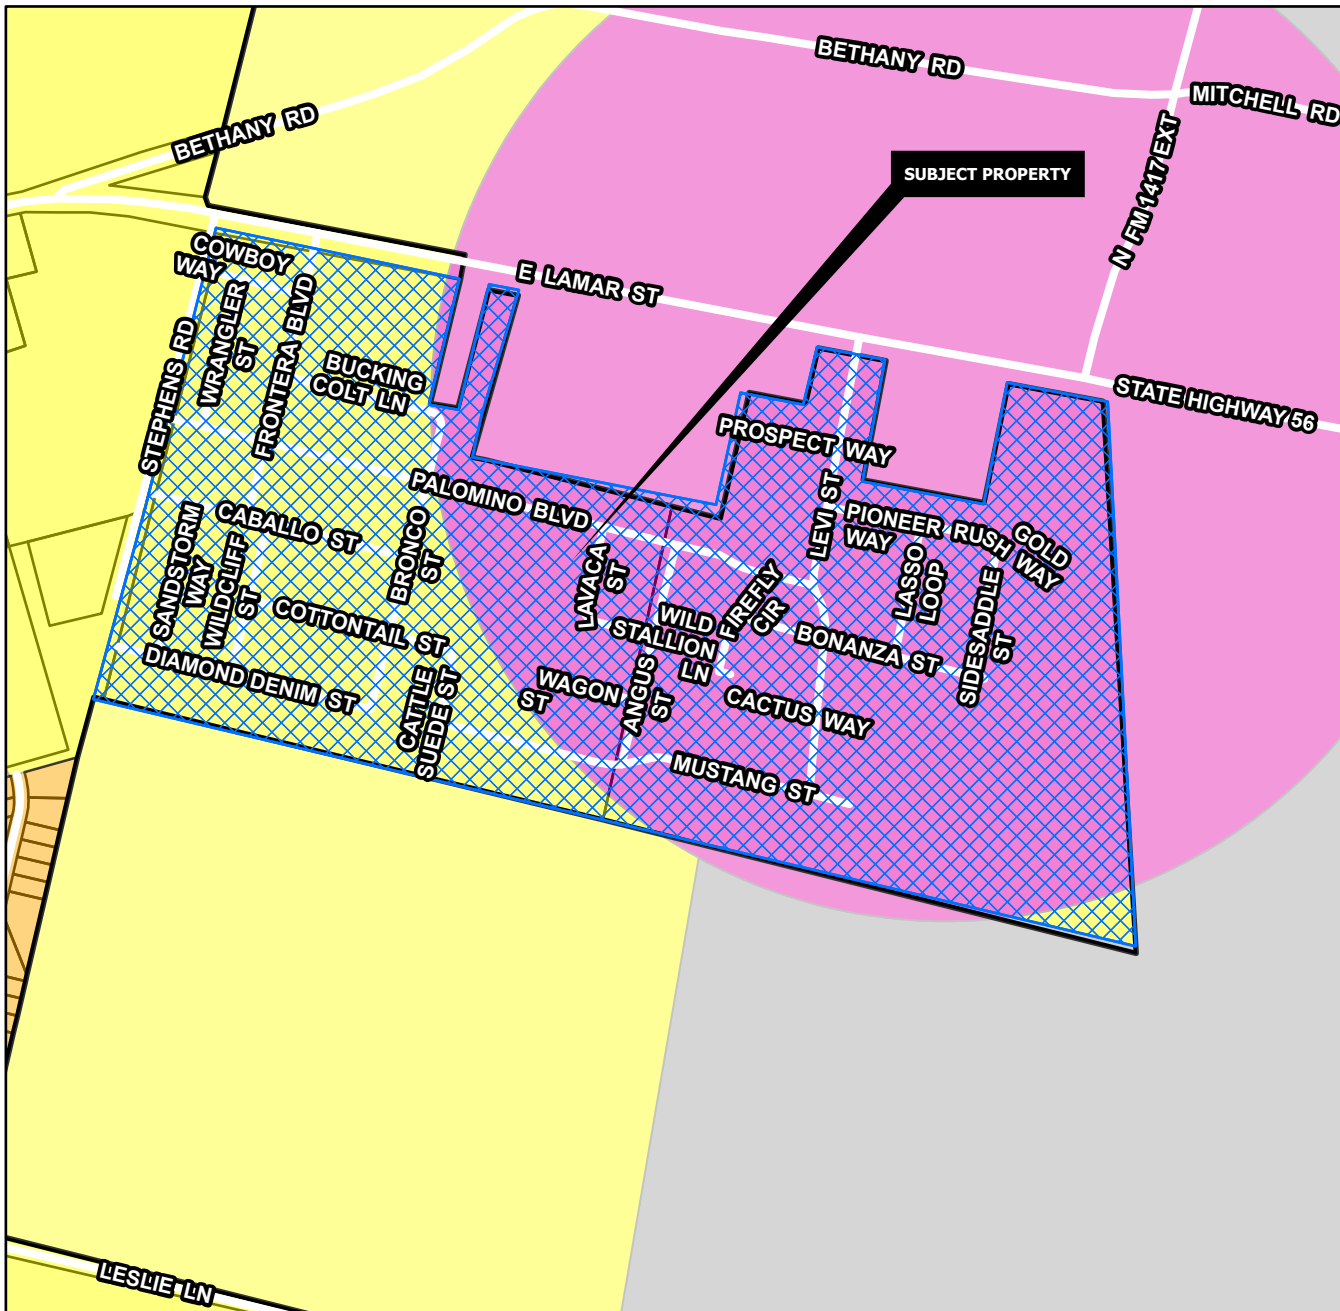 BETHANY RD
MITCHELL RD
BETHANY RD
N FM 1417 EXT
SUBJECT PROPERTY
COWBOY
WAY
E LAMAR ST
WRANGLER
ST
FRONTERA BLVD
STEPHENS RD
BUCKING
COLT LN
STATE HIGHWAY 56
PROSPECT WAY
PALOMINO BLVD
LEVI ST
PIONEER
WAY
GOLD
RUSH WAY
SANDSTORM
WAY
CABALLO ST
BRONCO
ST
WILDCLIFF
ST
LAVACA
ST
FIREFLY
CIR
LASSO
LOOP
SIDESADDLE
ST
COTTONTAIL ST
WILD
STALLION
LN
BONANZA ST
DIAMOND DENIM ST
CATTLE
SUEDE ST
WAGON
ST
ANGUS
ST
CACTUS WAY
MUSTANG ST
LESLIE LN